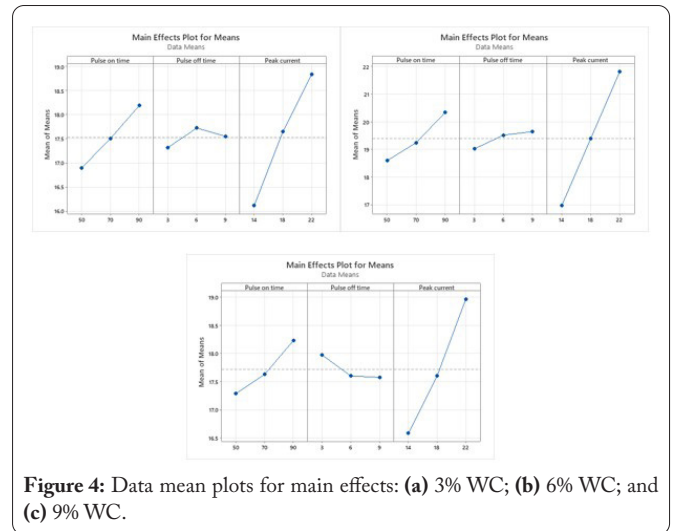 Main Effects Plot for Means
Data Means
Pulse on time Pulse off time Peak current
Mean of Means
19.0
18.5
18.0
17.5
17.0
16.5
16.0
50 70 90 3 6 9 14 18 22
Main Effects Plot for Means
Data Means
Pulse on time Pulse off time Peak current
Mean of Means
22
21
20
19
18
17
50 70 90 3 6 9 14 18 22
Main Effects Plot for Means
Data Means
Pulse on time Pulse off time Peak current
Mean of Means
19.0
18.5
18.0
17.5
17.0
16.5
50 70 90 3 6 9 14 18 22
Figure 4: Data mean plots for main effects: (a) 3% WC; (b) 6% WC; and
(c) 9% WC.